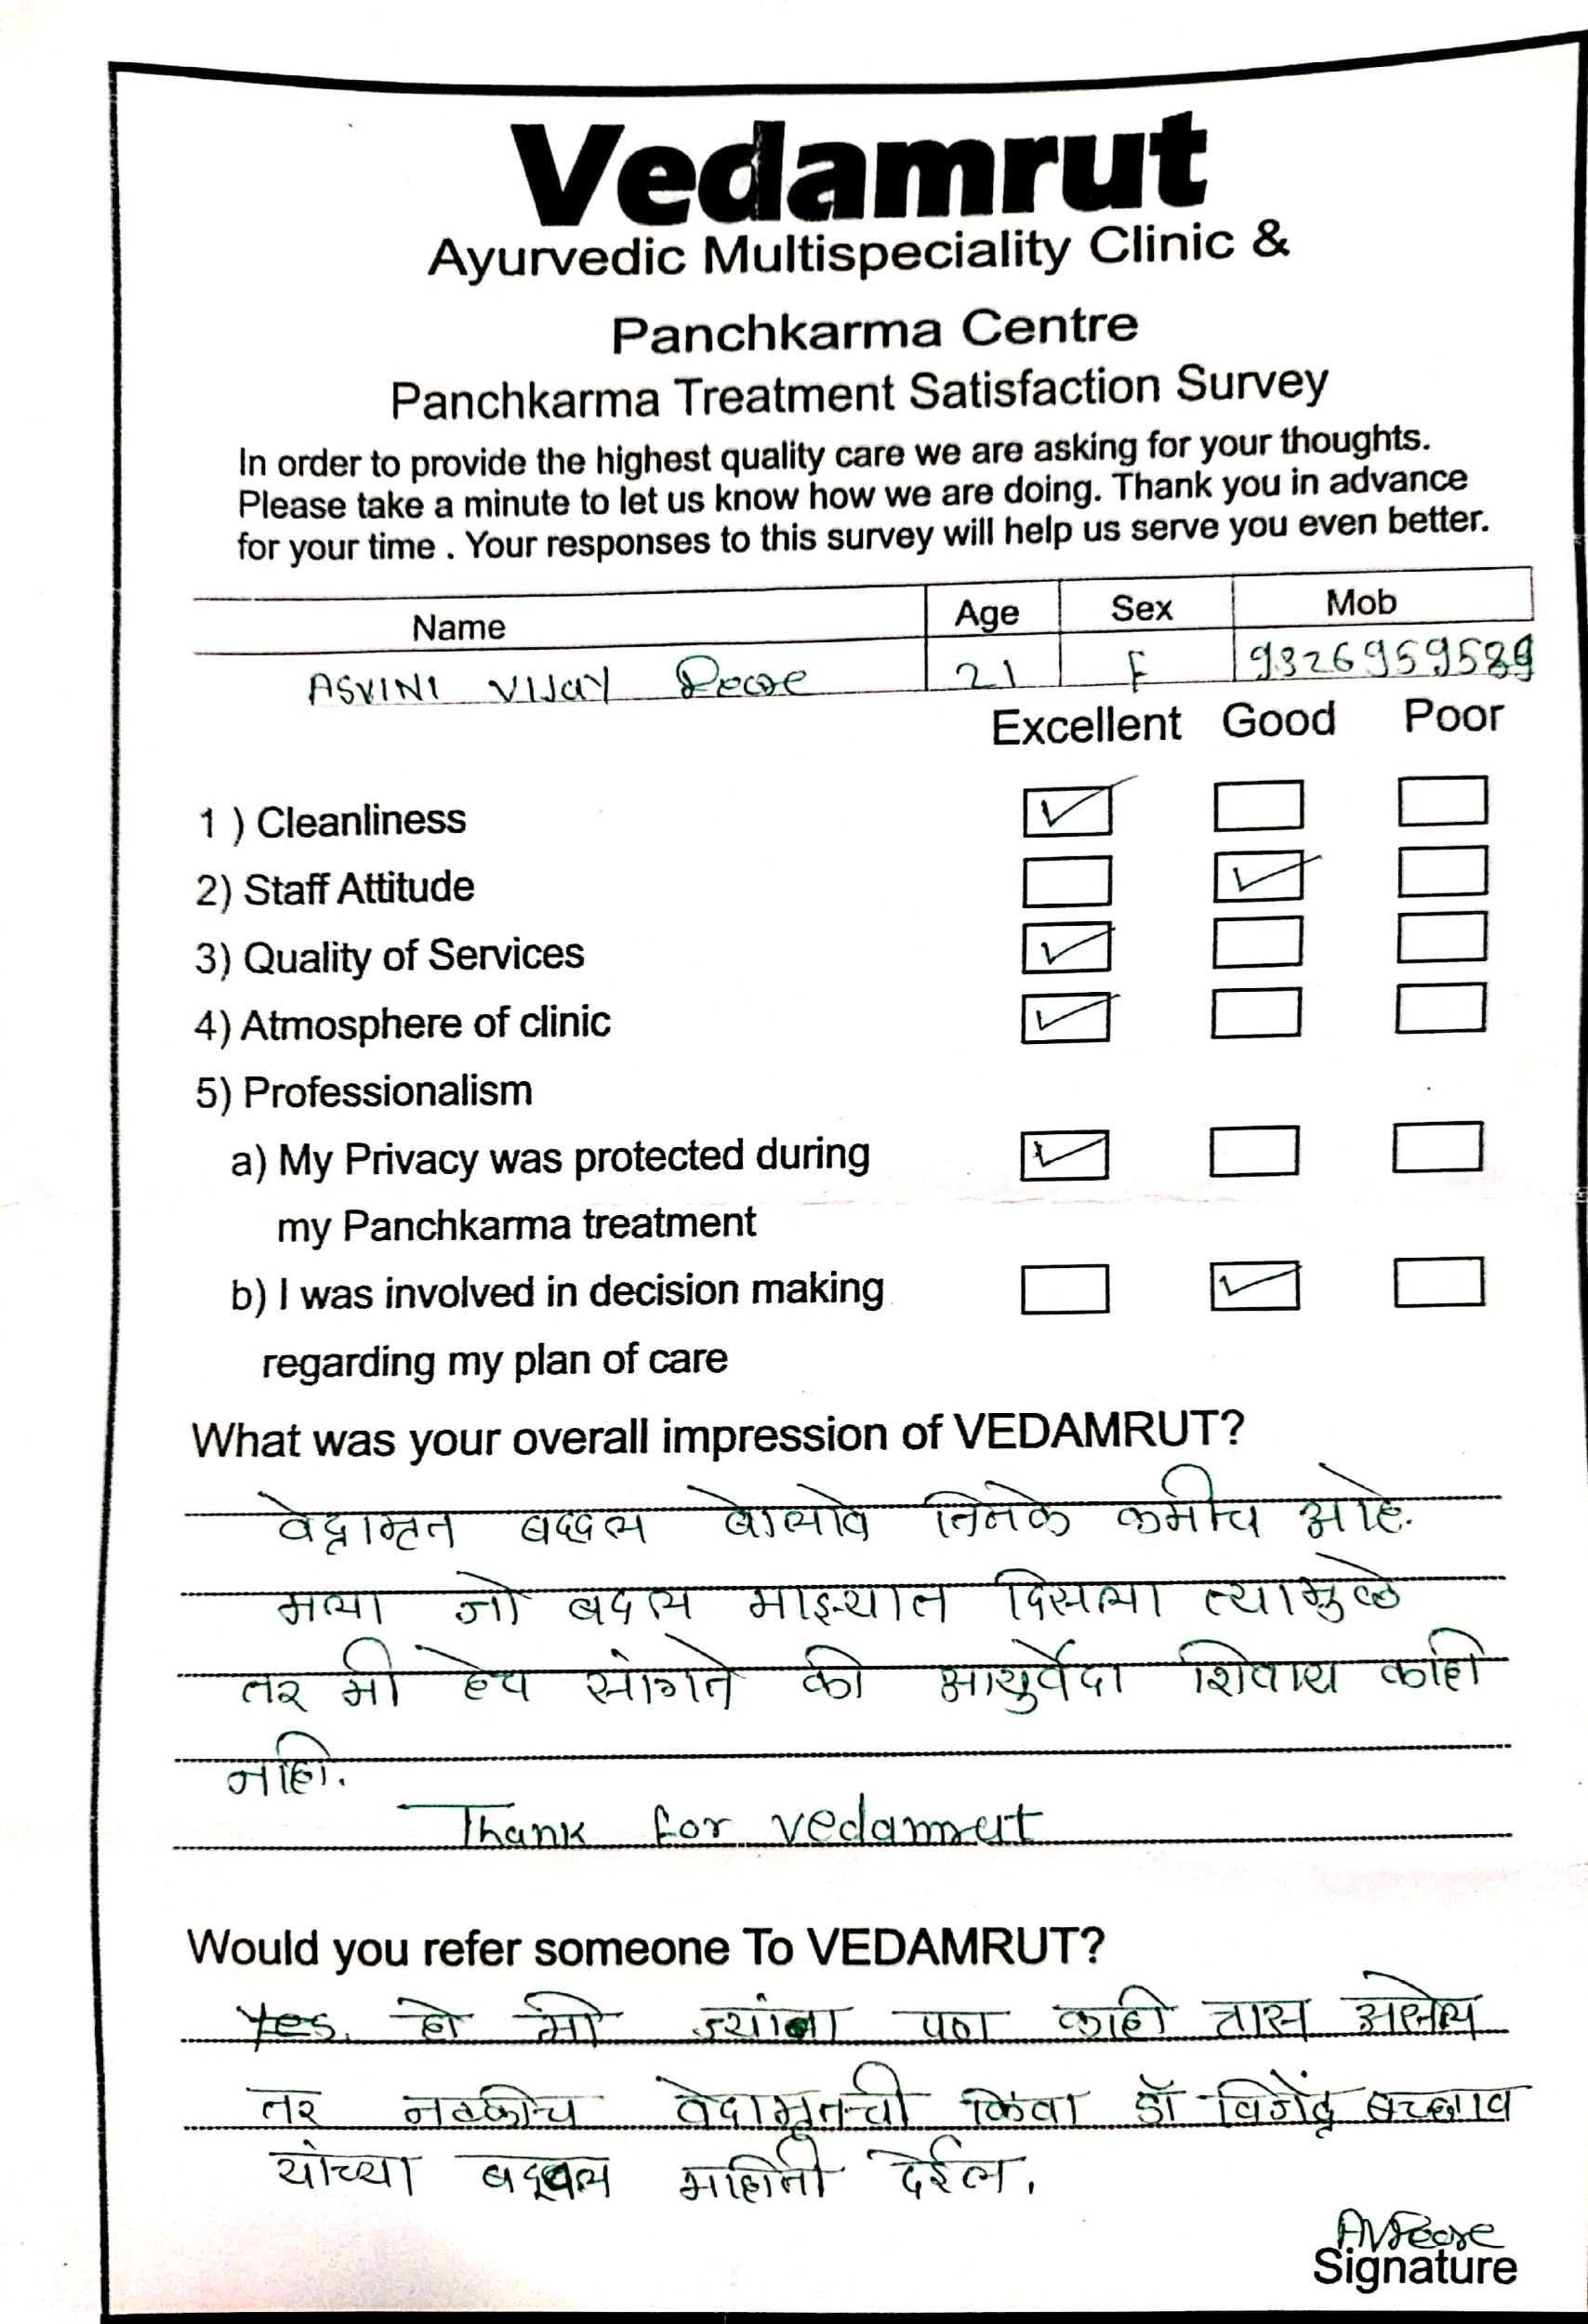 Vedamrut
Ayurvedic Multispeciality Clinic &
Panchkarma Centre
Panchkarma Treatment Satisfaction Survey
In order to provide the highest quality care we are asking for your thoughts.
Please take a minute to let us know how we are doing. Thank you in advance
for your time . Your responses to this survey will help us serve you even better.
Name Age Sex Mob
ASVINI VIJAY 21 F 9326959589
Excellent Good Poor
1 ) Cleanliness ✓
2) Staff Attitude ✓
3) Quality of Services ✓
4) Atmosphere of clinic ✓
5) Professionalism
a) My Privacy was protected during ✓
my Panchkarma treatment
b) I was involved in decision making ✓
regarding my plan of care
What was your overall impression of VEDAMRUT?
वेदामृत बद्दल बोलावे तितके कमीच आहे.
मला जो बदल माझ्यात दिसला त्यामुळे
तर मी हेच सांगते की आयुर्वेदा शिवाय काही
नाही.
Thank for vedamrut
Would you refer someone To VEDAMRUT?
Yes. हो मी ज्यांना पण काही त्रास असेल
तर नक्कीच वेदामृतची किंवा डॉ विजेंद्र बच्छाव
यांच्या बद्दल माहिती देईल.
Signature